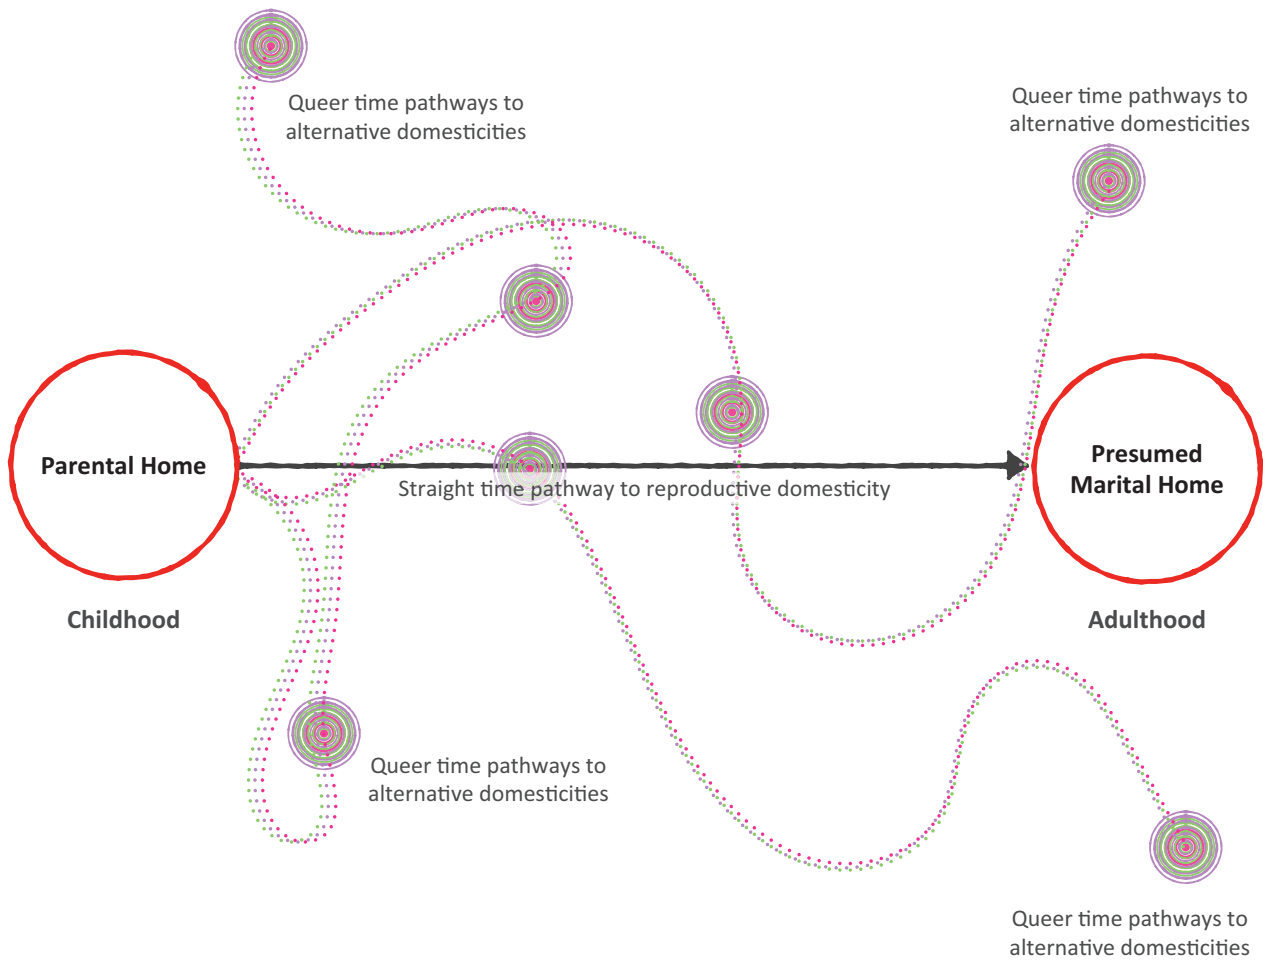 Queer time pathways to
alternative domesticities
Queer time pathways to
alternative domesticities
Parental Home
Straight time pathway to reproductive domesticity
Presumed
Marital Home
Childhood
Adulthood
Queer time pathways to
alternative domesticities
Queer time pathways to
alternative domesticities